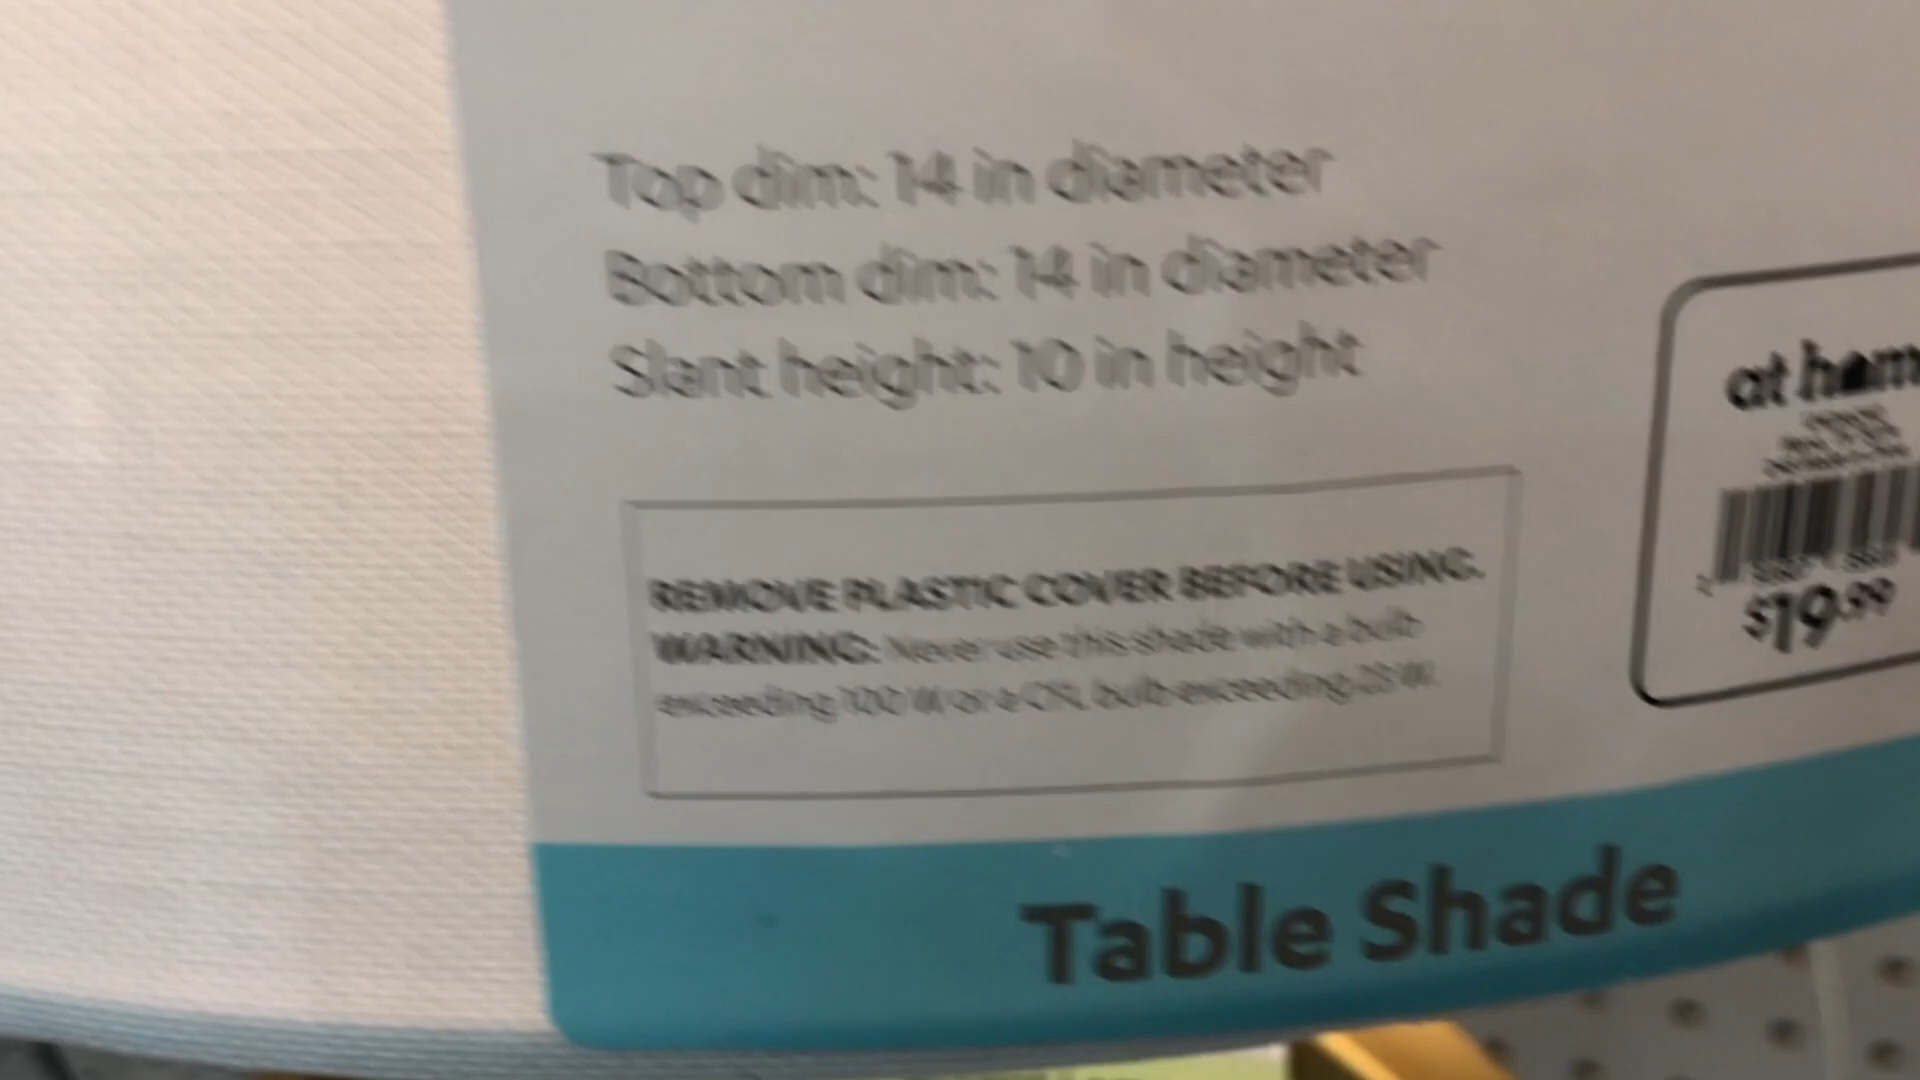 Top dim: 14 in diameter
Bottom dim: 14 in diameter
Slant height: 10 in height
REMOVE PLASTIC COVER BEFORE USING.
WARNING: Never use this shade with a bulb
exceeding 100 W or a CFL bulb exceeding 23 W.
at hom
$19.99
Table Shade